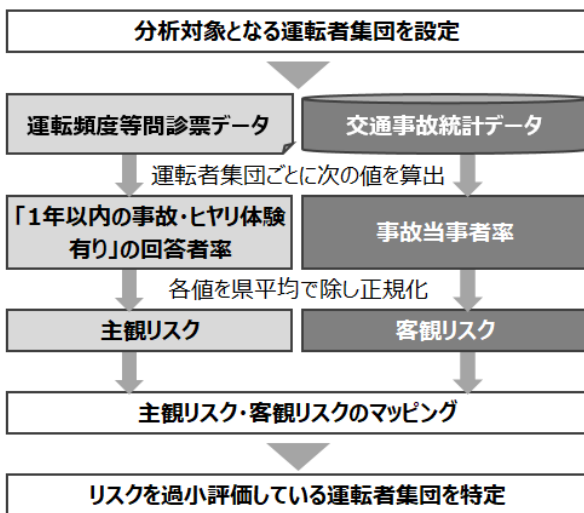 分析対象となる運転者集団を設定
運転頻度等問診票データ
交通事故統計データ
運転者集団ごとに次の値を算出
「1年以内の事故・ヒヤリ体験
有り」の回答者率
事故当事者率
各値を県平均で除し正規化
主観リスク
客観リスク
主観リスク・客観リスクのマッピング
リスクを過小評価している運転者集団を特定